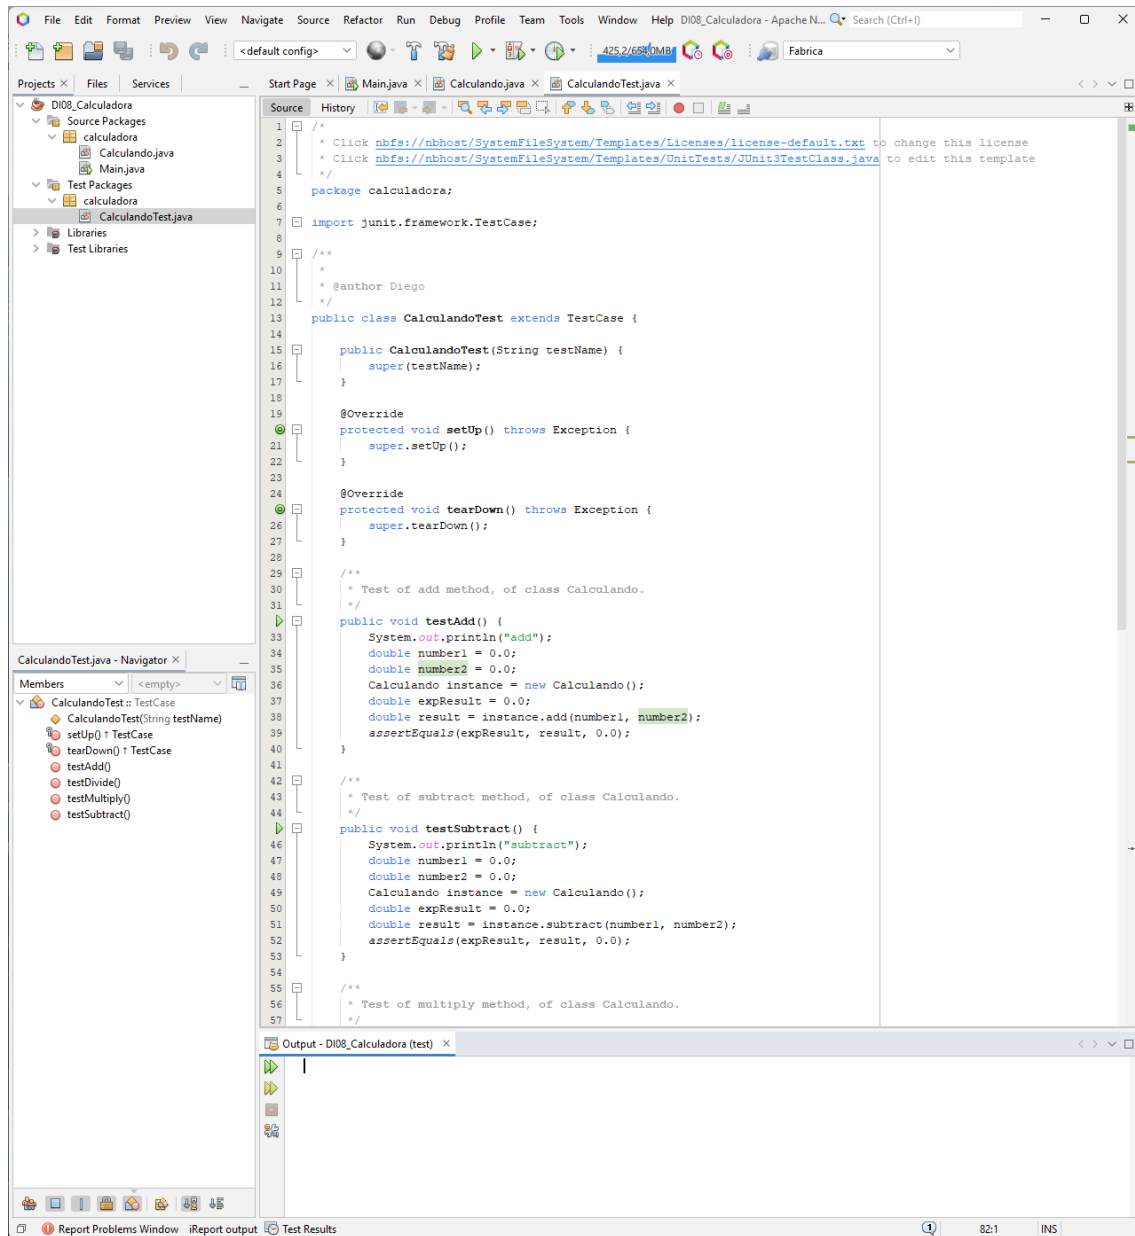 File Edit Format Preview View Navigate Source Refactor Run Debug Profile Team Tools Window Help DI08_Calculadora - Apache N... Search (Ctrl+I)
<default config> 425,2/654,0MB Fabrica
Projects Files Services
DI08_Calculadora
Source Packages
calculadora
Calculando.java
Main.java
Test Packages
calculadora
CalculandoTest.java
Libraries
Test Libraries
CalculandoTest.java - Navigator
Members <empty>
CalculandoTest :: TestCase
CalculandoTest(String testName)
setUp() ↑ TestCase
tearDown() ↑ TestCase
testAdd()
testDivide()
testMultiply()
testSubtract()
Start Page Main.java Calculando.java CalculandoTest.java
Source History
1 /*
2 * Click nbfs://nbhost/SystemFileSystem/Templates/Licenses/license-default.txt to change this license
3 * Click nbfs://nbhost/SystemFileSystem/Templates/UnitTests/JUnit3TestClass.java to edit this template
4 */
5 package calculadora;
6
7 import junit.framework.TestCase;
8
9 /**
10 *
11 * @author Diego
12 */
13 public class CalculandoTest extends TestCase {
14
15 public CalculandoTest(String testName) {
16 super(testName);
17 }
18
19 @Override
protected void setUp() throws Exception {
21 super.setUp();
22 }
23
24 @Override
protected void tearDown() throws Exception {
26 super.tearDown();
27 }
28
29 /**
30 * Test of add method, of class Calculando.
31 */
public void testAdd() {
33 System.out.println("add");
34 double number1 = 0.0;
35 double number2 = 0.0;
36 Calculando instance = new Calculando();
37 double expResult = 0.0;
38 double result = instance.add(number1, number2);
39 assertEquals(expResult, result, 0.0);
40 }
41
42 /**
43 * Test of subtract method, of class Calculando.
44 */
public void testSubtract() {
46 System.out.println("subtract");
47 double number1 = 0.0;
48 double number2 = 0.0;
49 Calculando instance = new Calculando();
50 double expResult = 0.0;
51 double result = instance.subtract(number1, number2);
52 assertEquals(expResult, result, 0.0);
53 }
54
55 /**
56 * Test of multiply method, of class Calculando.
57 */
Output - DI08_Calculadora (test)
Report Problems Window iReport output Test Results 1 82:1 INS